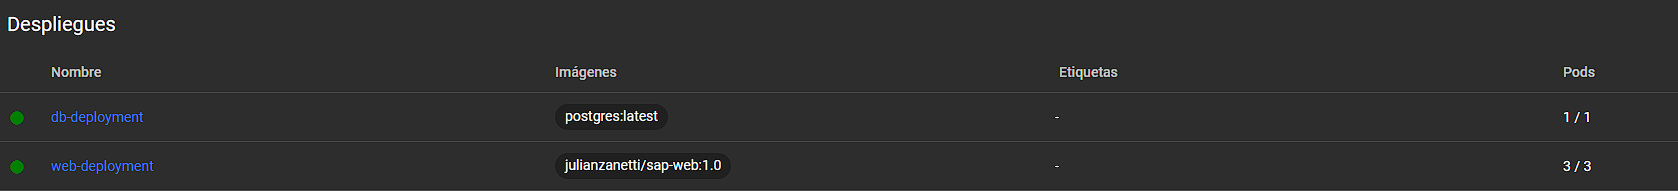 Despliegues
Nombre Imágenes Etiquetas Pods
db-deployment postgres:latest - 1 / 1
web-deployment julianzanetti/sap-web:1.0 - 3 / 3